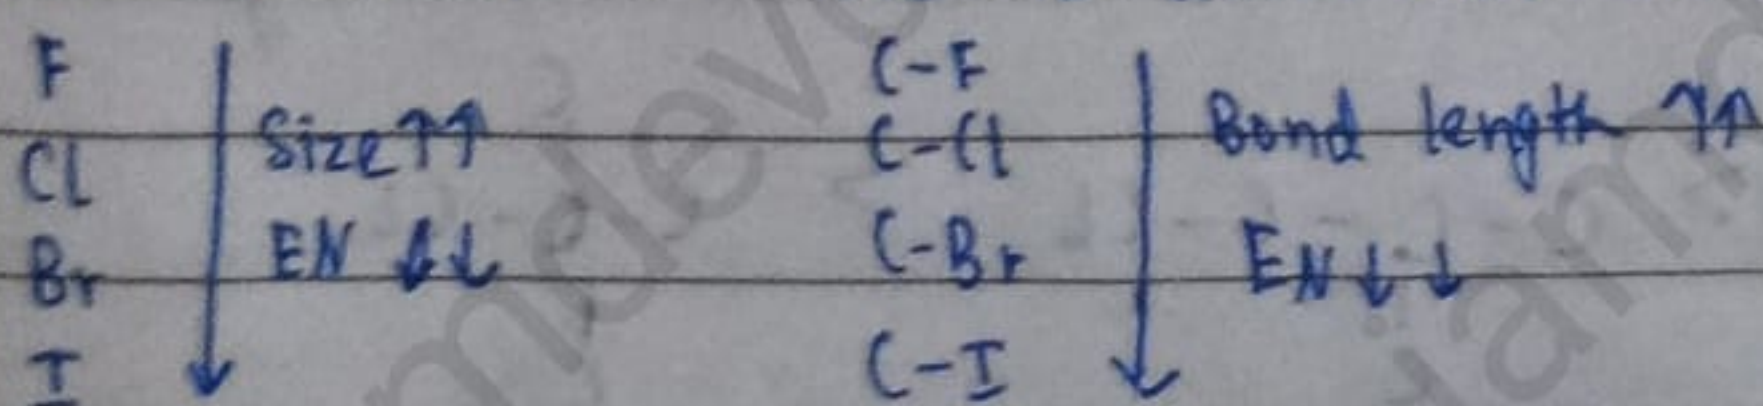 F C-F
Size↑↑ C-Cl Bond length ↑↑
Cl
EN ↓↓ C-Br EN ↓ ↓
Br
I C-I